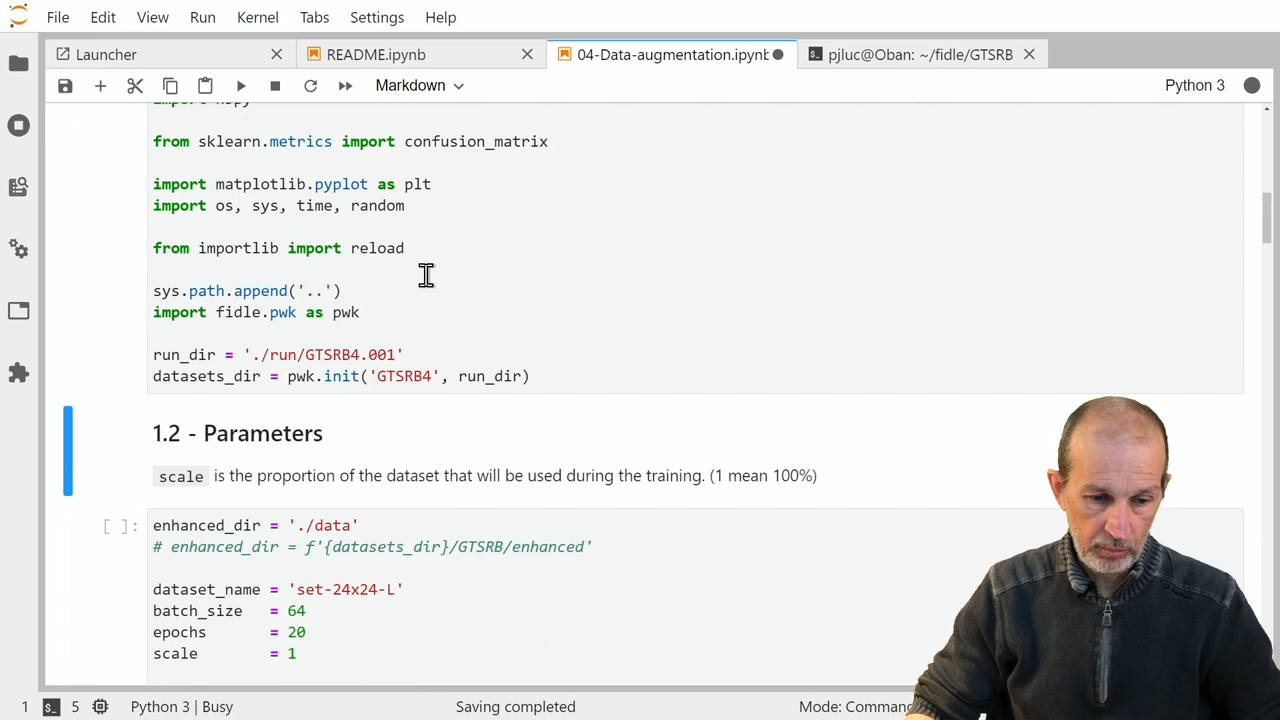 File Edit View Run Kernel Tabs Settings Help
Launcher README.ipynb 04-Data-augmentation.ipynb pjluc@Oban: ~/fidle/GTSRB
Markdown Python 3
import h5py
from sklearn.metrics import confusion_matrix
import matplotlib.pyplot as plt
import os, sys, time, random
from importlib import reload
sys.path.append('..')
import fidle.pwk as pwk
run_dir = './run/GTSRB4.001'
datasets_dir = pwk.init('GTSRB4', run_dir)
1.2 - Parameters
scale is the proportion of the dataset that will be used during the training. (1 mean 100%)
[ ]: enhanced_dir = './data'
# enhanced_dir = f'{datasets_dir}/GTSRB/enhanced'
dataset_name = 'set-24x24-L'
batch_size = 64
epochs = 20
scale = 1
1 $_ 5 Python 3 | Busy Saving completed Mode: